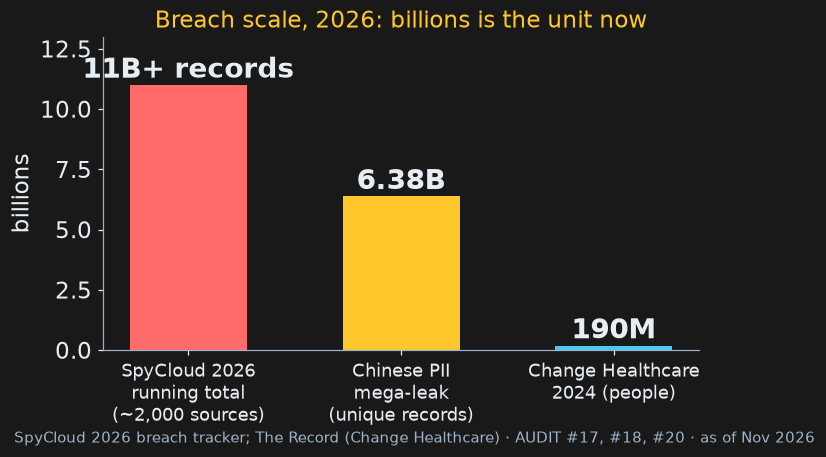 Breach scale, 2026: billions is the unit now
12.5
11B+ records
10.0
7.5
6.38B
billions
5.0
2.5
190M
0.0
SpyCloud 2026
running total
(~2,000 sources)
Chinese PII
mega-leak
(unique records)
Change Healthcare
2024 (people)
SpyCloud 2026 breach tracker; The Record (Change Healthcare) · AUDIT #17, #18, #20 · as of Nov 2026